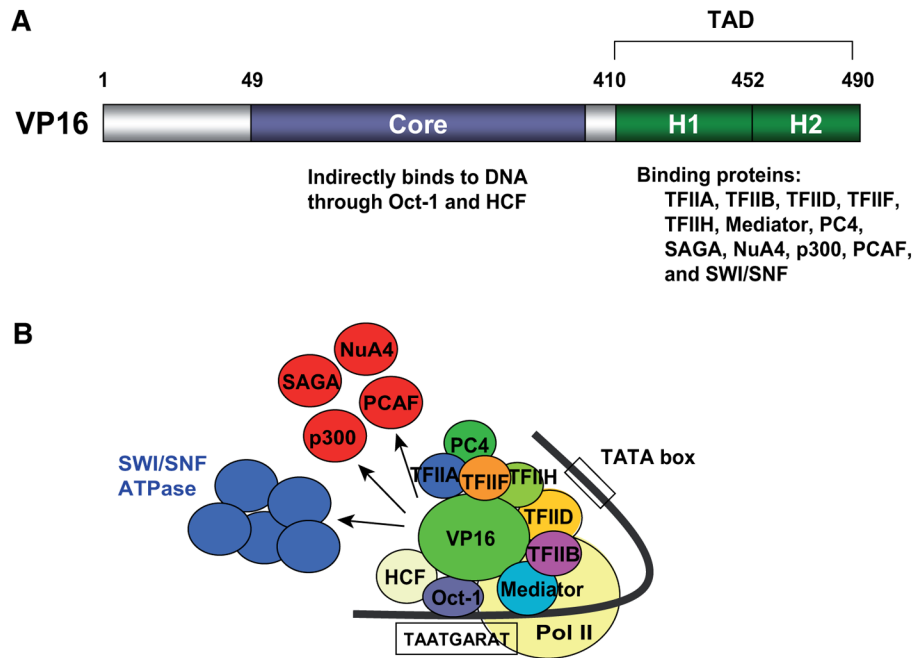 A
TAD
1 49 410 452 490
VP16 Core H1 H2
Indirectly binds to DNA
through Oct-1 and HCF
Binding proteins:
TFIIA, TFIIB, TFIID, TFIIF,
TFIIH, Mediator, PC4,
SAGA, NuA4, p300, PCAF,
and SWI/SNF
B
NuA4
SAGA
PCAF
p300
PC4
TATA box
SWI/SNF
ATPase
TFIIA
TFIIF
TFIIH
TFIID
VP16
TFIIB
HCF
Oct-1
Mediator
Pol II
TAATGARAT